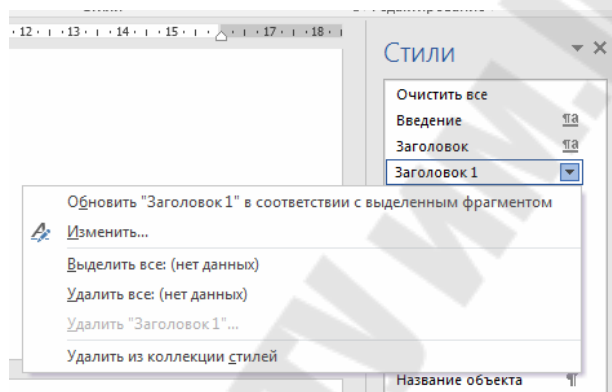 · 12 · ı · 13 · ı · 14 · ı · 15 · ı · · ı · 17 · ı · 18 · ı
Стили
Очистить все
Введение ¶a
Заголовок ¶a
Заголовок 1
Обновить "Заголовок 1" в соответствии с выделенным фрагментом
Изменить...
Выделить все: (нет данных)
Удалить все: (нет данных)
Удалить "Заголовок 1"...
Удалить из коллекции стилей
Название объекта ¶